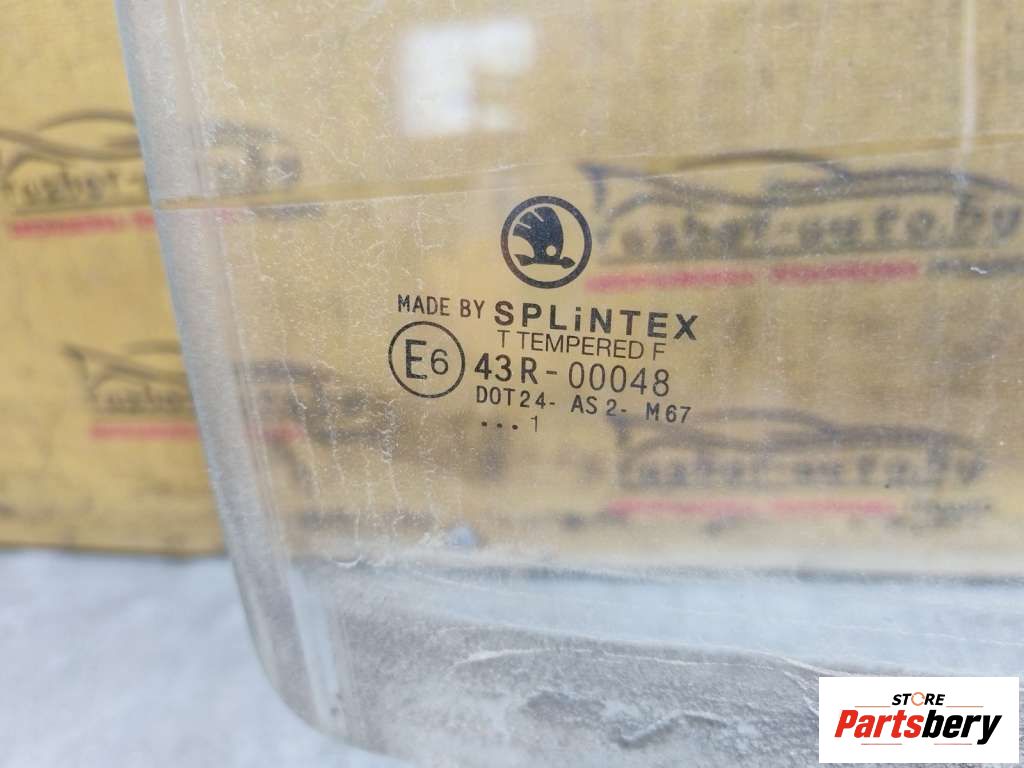 MADE BY SPLiNTEX
T TEMPERED F
E6 43R-00048
DOT24- AS2- M67
...1
STORE
Partsbery